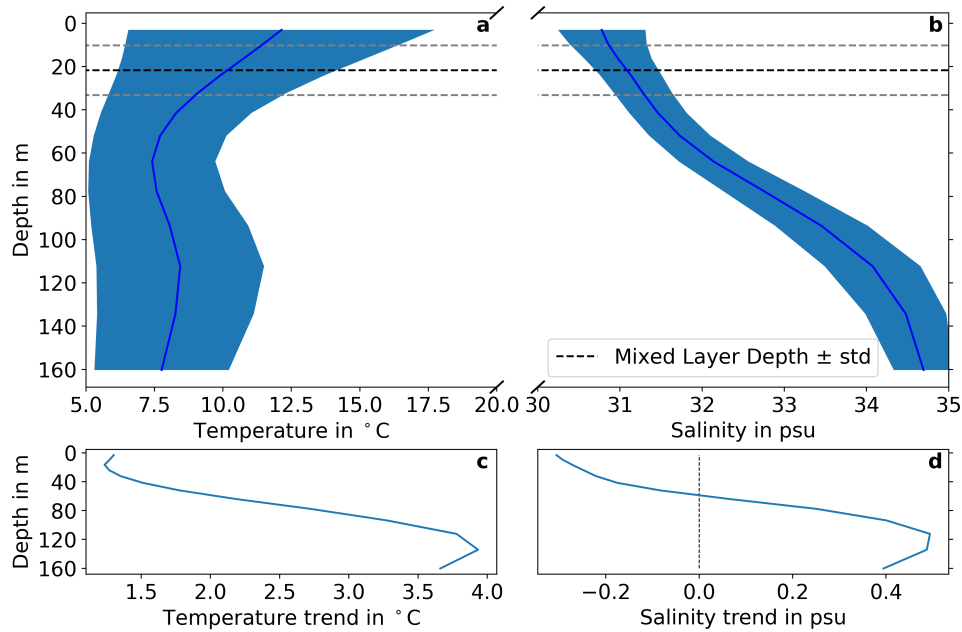 a
b
0
20
40
60
80
100
120
140
160
Depth in m
5.0 7.5 10.0 12.5 15.0 17.5 20.0
Temperature in °C
Mixed Layer Depth ± std
30 31 32 33 34 35
Salinity in psu
c
0
40
80
120
160
Depth in m
1.5 2.0 2.5 3.0 3.5 4.0
Temperature trend in °C
d
−0.2 0.0 0.2 0.4
Salinity trend in psu